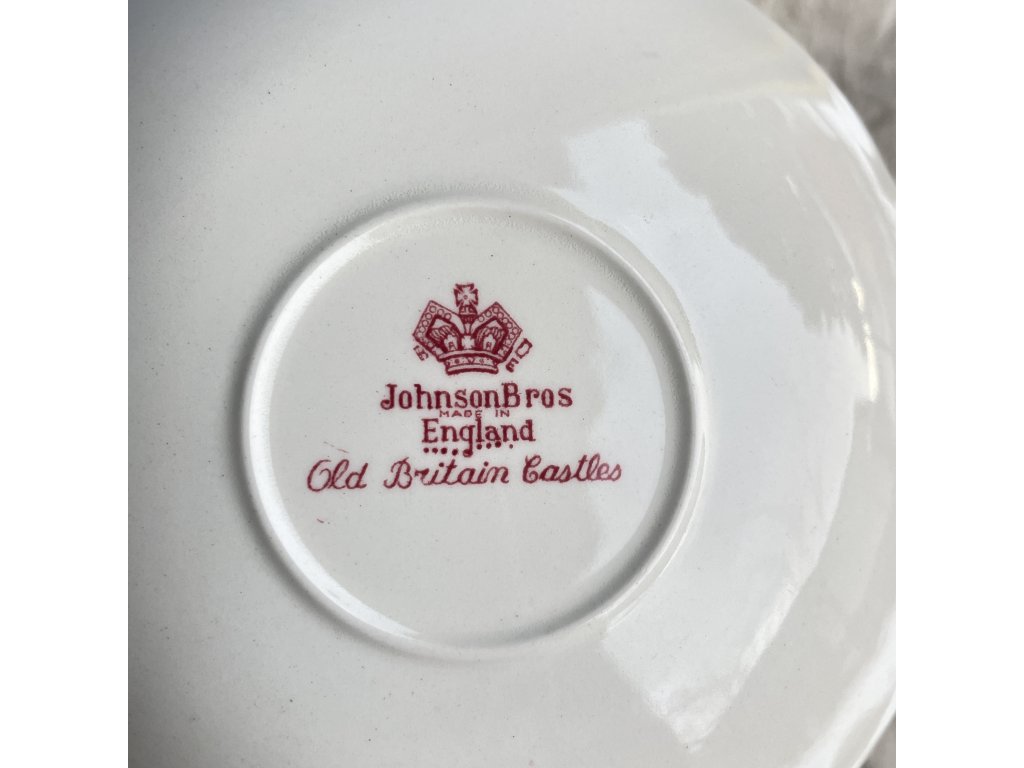 JohnsonBros
MADE IN
England
Old Britain Castles